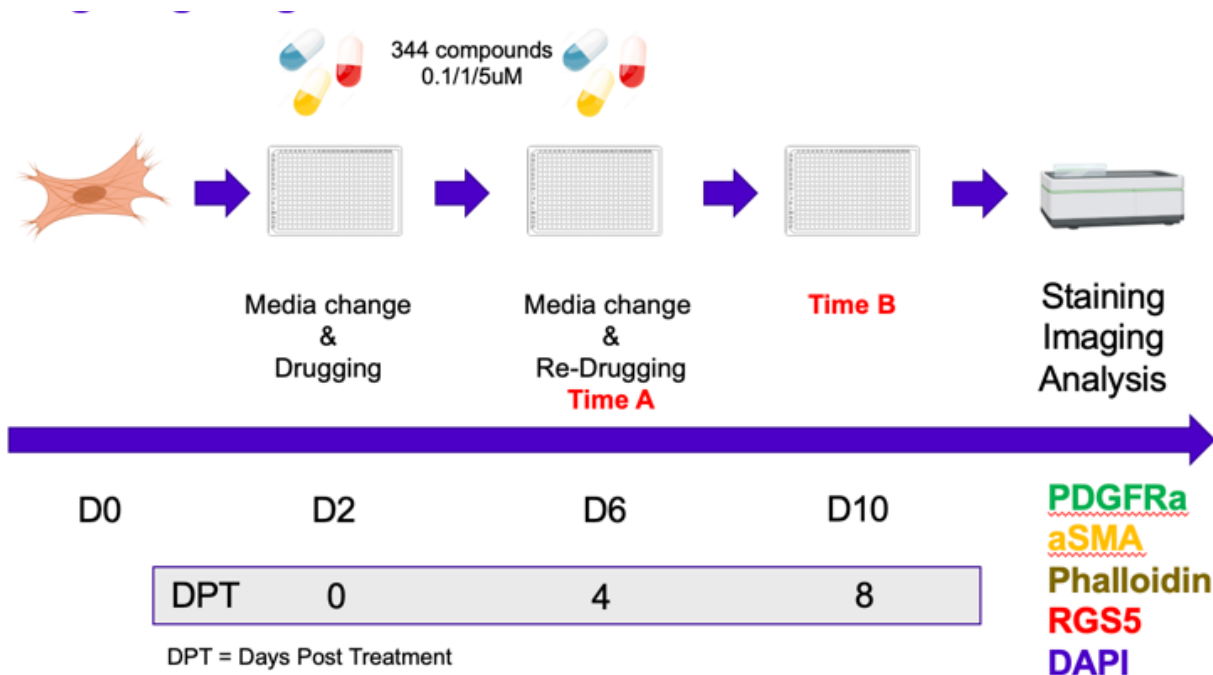 344 compounds
0.1/1/5uM
Media change
&
Drugging
Media change
&
Re-Drugging
Time A
Time B
Staining
Imaging
Analysis
D0
D2
D6
D10
DPT 0 4 8
DPT = Days Post Treatment
PDGFRa
aSMA
Phalloidin
RGS5
DAPI